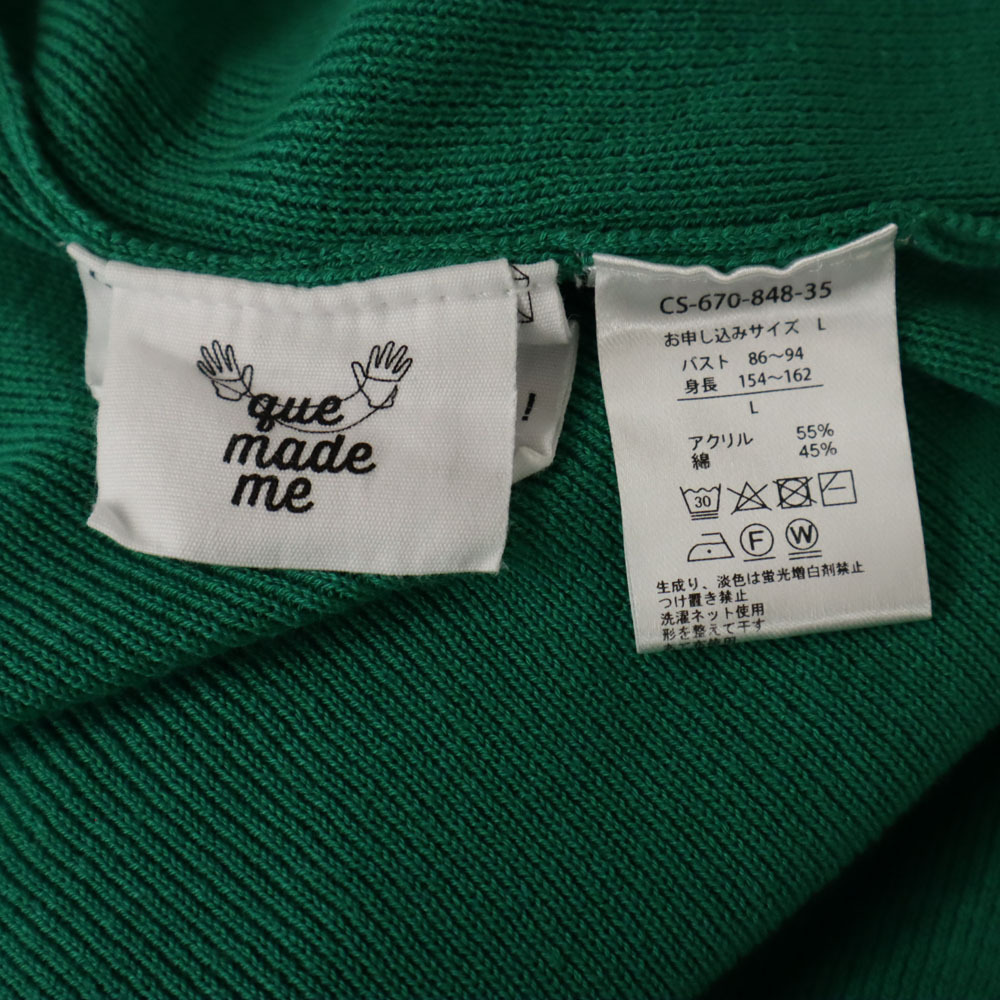 que
made
me
!
CS-670-848-35
お申し込みサイズ L
バスト 86～94
身長 154～162
L
アクリル 55%
綿 45%
30
F W
生成り、淡色は蛍光増白剤禁止
つけ置き禁止
洗濯ネット使用
形を整えて干す